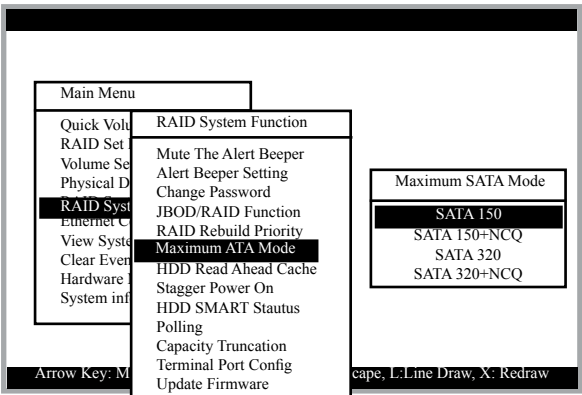 Main Menu
Quick Volu
RAID Set
Volume Se
Physical D
RAID Syst
Ethernet C
View Syste
Clear Even
Hardware
System inf
RAID System Function
Mute The Alert Beeper
Alert Beeper Setting
Change Password
JBOD/RAID Function
RAID Rebuild Priority
Maximum ATA Mode
HDD Read Ahead Cache
Stagger Power On
HDD SMART Stautus
Polling
Capacity Truncation
Terminal Port Config
Update Firmware
Maximum SATA Mode
SATA 150
SATA 150+NCQ
SATA 320
SATA 320+NCQ
Arrow Key: M
cape, L:Line Draw, X: Redraw